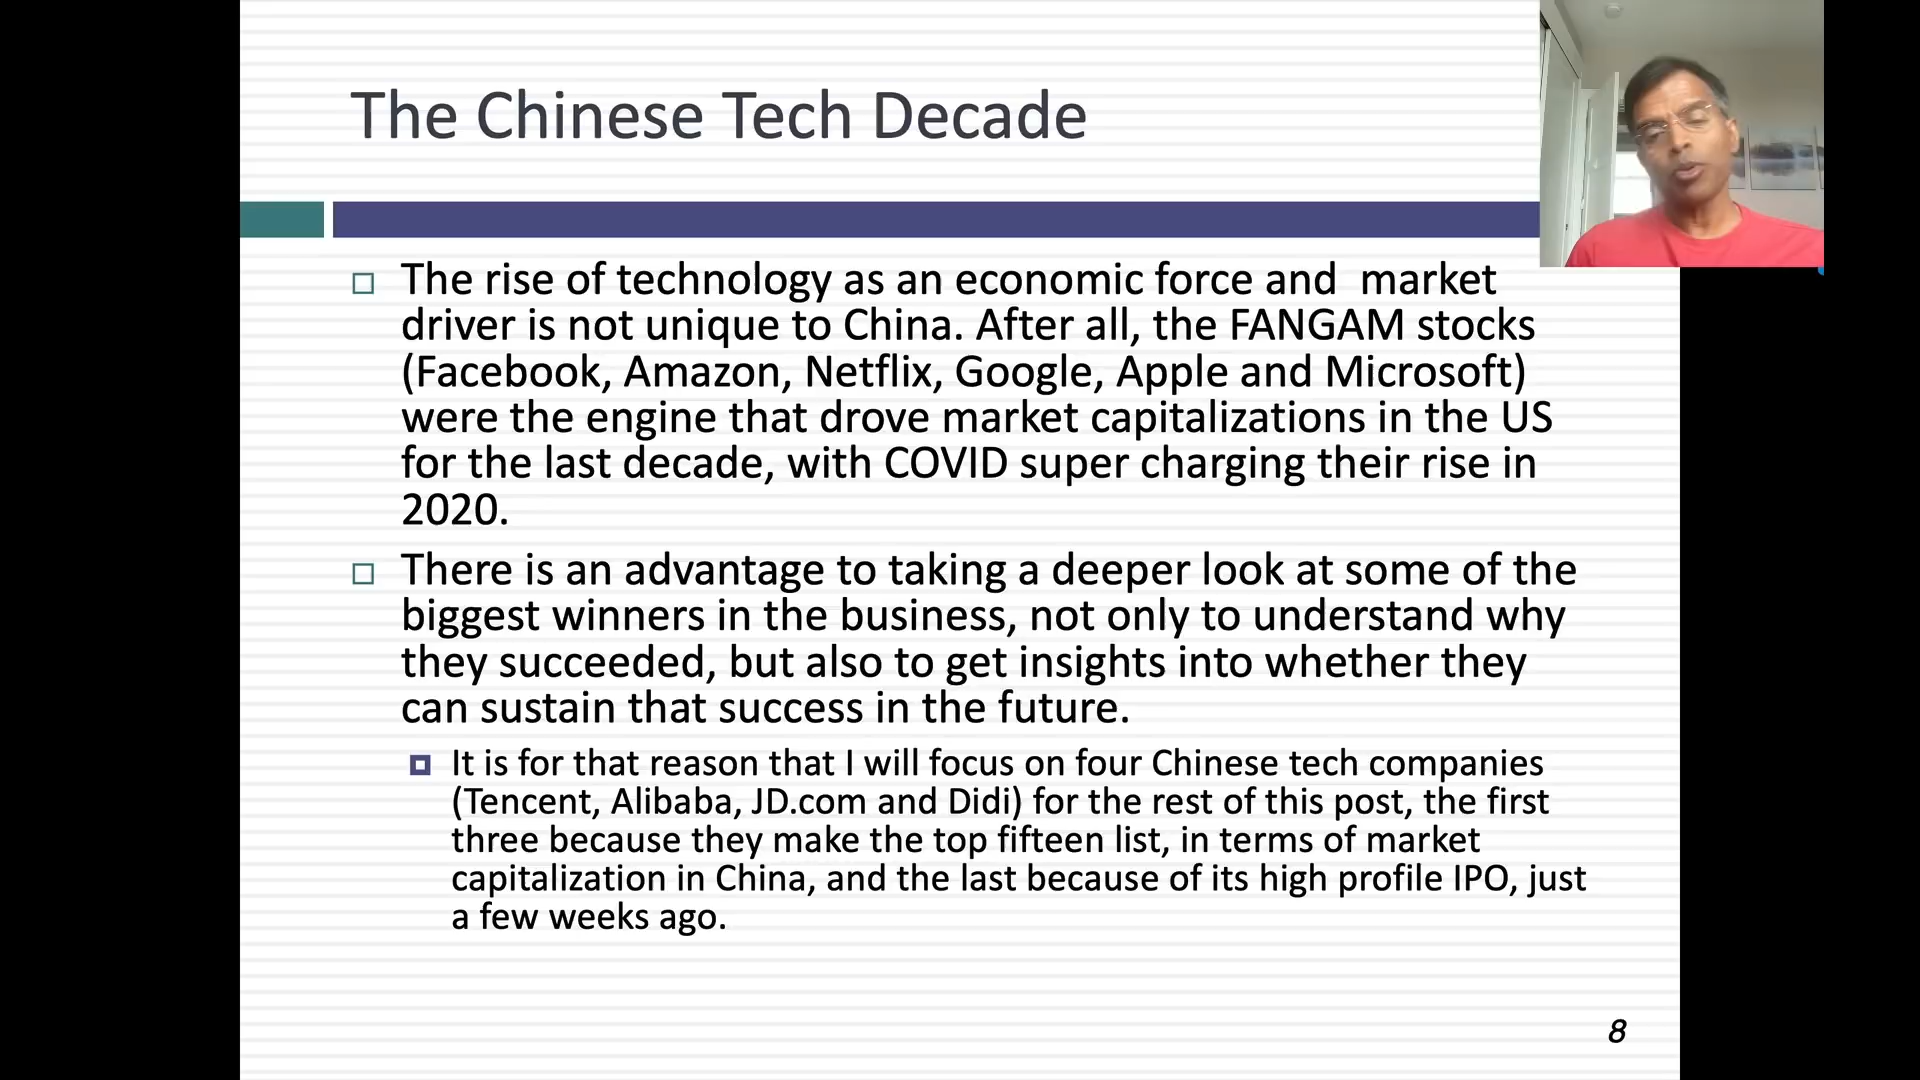 The Chinese Tech Decade
The rise of technology as an economic force and  market
driver is not unique to China. After all, the FANGAM stocks
(Facebook, Amazon, Netflix, Google, Apple and Microsoft)
were the engine that drove market capitalizations in the US
for the last decade, with COVID super charging their rise in
2020.
There is an advantage to taking a deeper look at some of the
biggest winners in the business, not only to understand why
they succeeded, but also to get insights into whether they
can sustain that success in the future.
It is for that reason that I will focus on four Chinese tech companies
(Tencent, Alibaba, JD.com and Didi) for the rest of this post, the first
three because they make the top fifteen list, in terms of market
capitalization in China, and the last because of its high profile IPO, just
a few weeks ago.
8